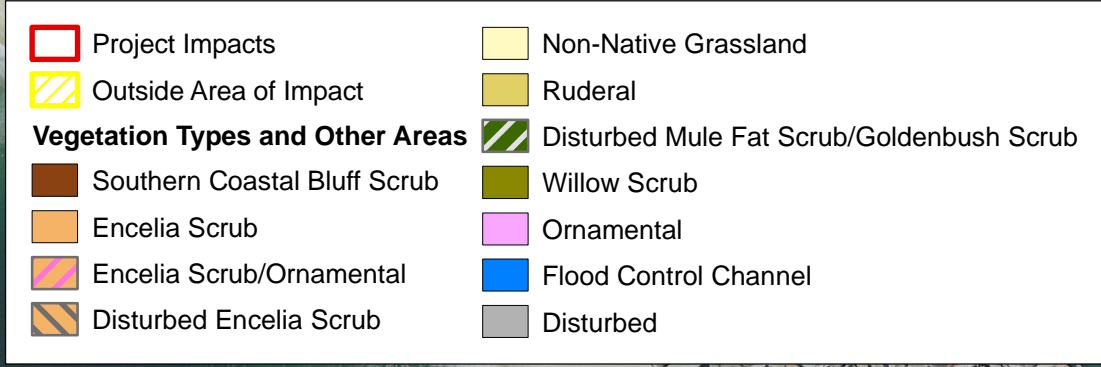 Project Impacts
Outside Area of Impact
Vegetation Types and Other Areas
Southern Coastal Bluff Scrub
Encelia Scrub
Encelia Scrub/Ornamental
Disturbed Encelia Scrub
Non-Native Grassland
Ruderal
Disturbed Mule Fat Scrub/Goldenbush Scrub
Willow Scrub
Ornamental
Flood Control Channel
Disturbed